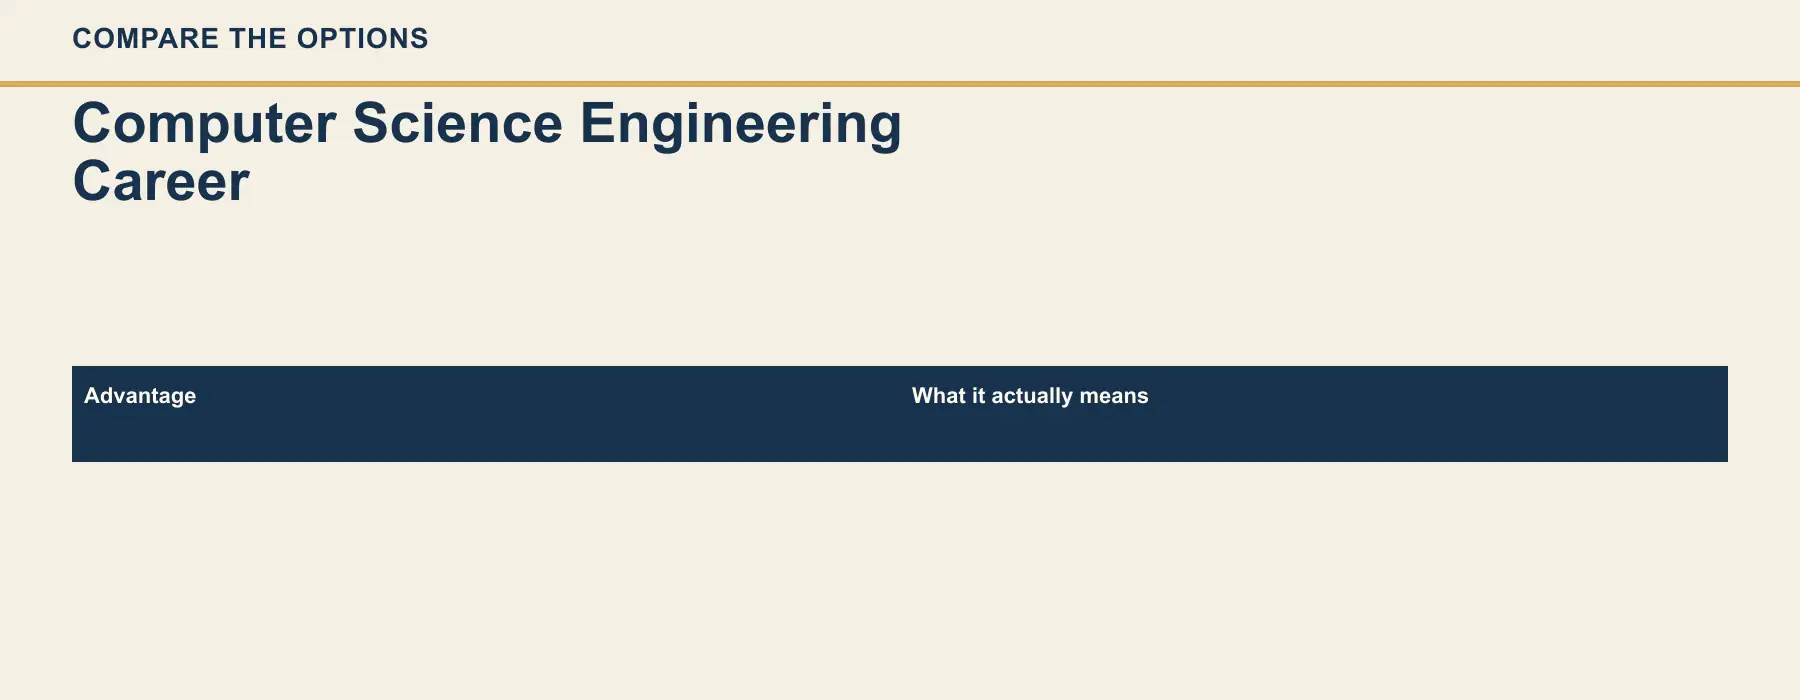 COMPARE THE OPTIONS
Computer Science Engineering
Career
Advantage
What it actually means